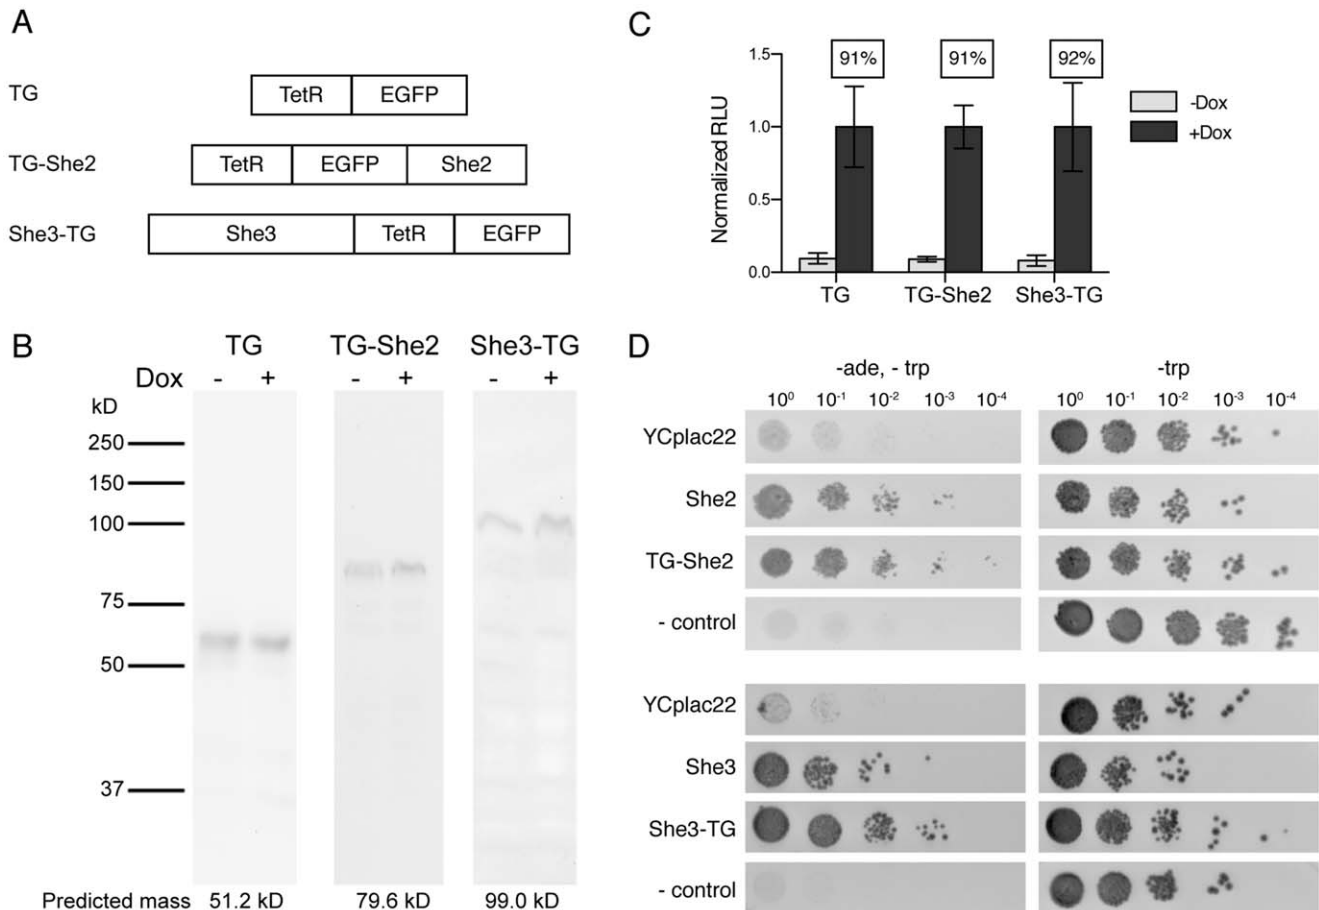 A
TG
TetR EGFP
TG-She2
TetR EGFP She2
She3-TG
She3 TetR EGFP
B
TG TG-She2 She3-TG
Dox - + - + - +
kD
250
150
100
75
50
37
Predicted mass 51.2 kD 79.6 kD 99.0 kD
C
91% 91% 92%
Normalized RLU
1.5
1.0
0.5
0.0
TG TG-She2 She3-TG
-Dox
+Dox
D
-ade, - trp -trp
10⁰ 10⁻¹ 10⁻² 10⁻³ 10⁻⁴ 10⁰ 10⁻¹ 10⁻² 10⁻³ 10⁻⁴
YCplac22
She2
TG-She2
- control
YCplac22
She3
She3-TG
- control